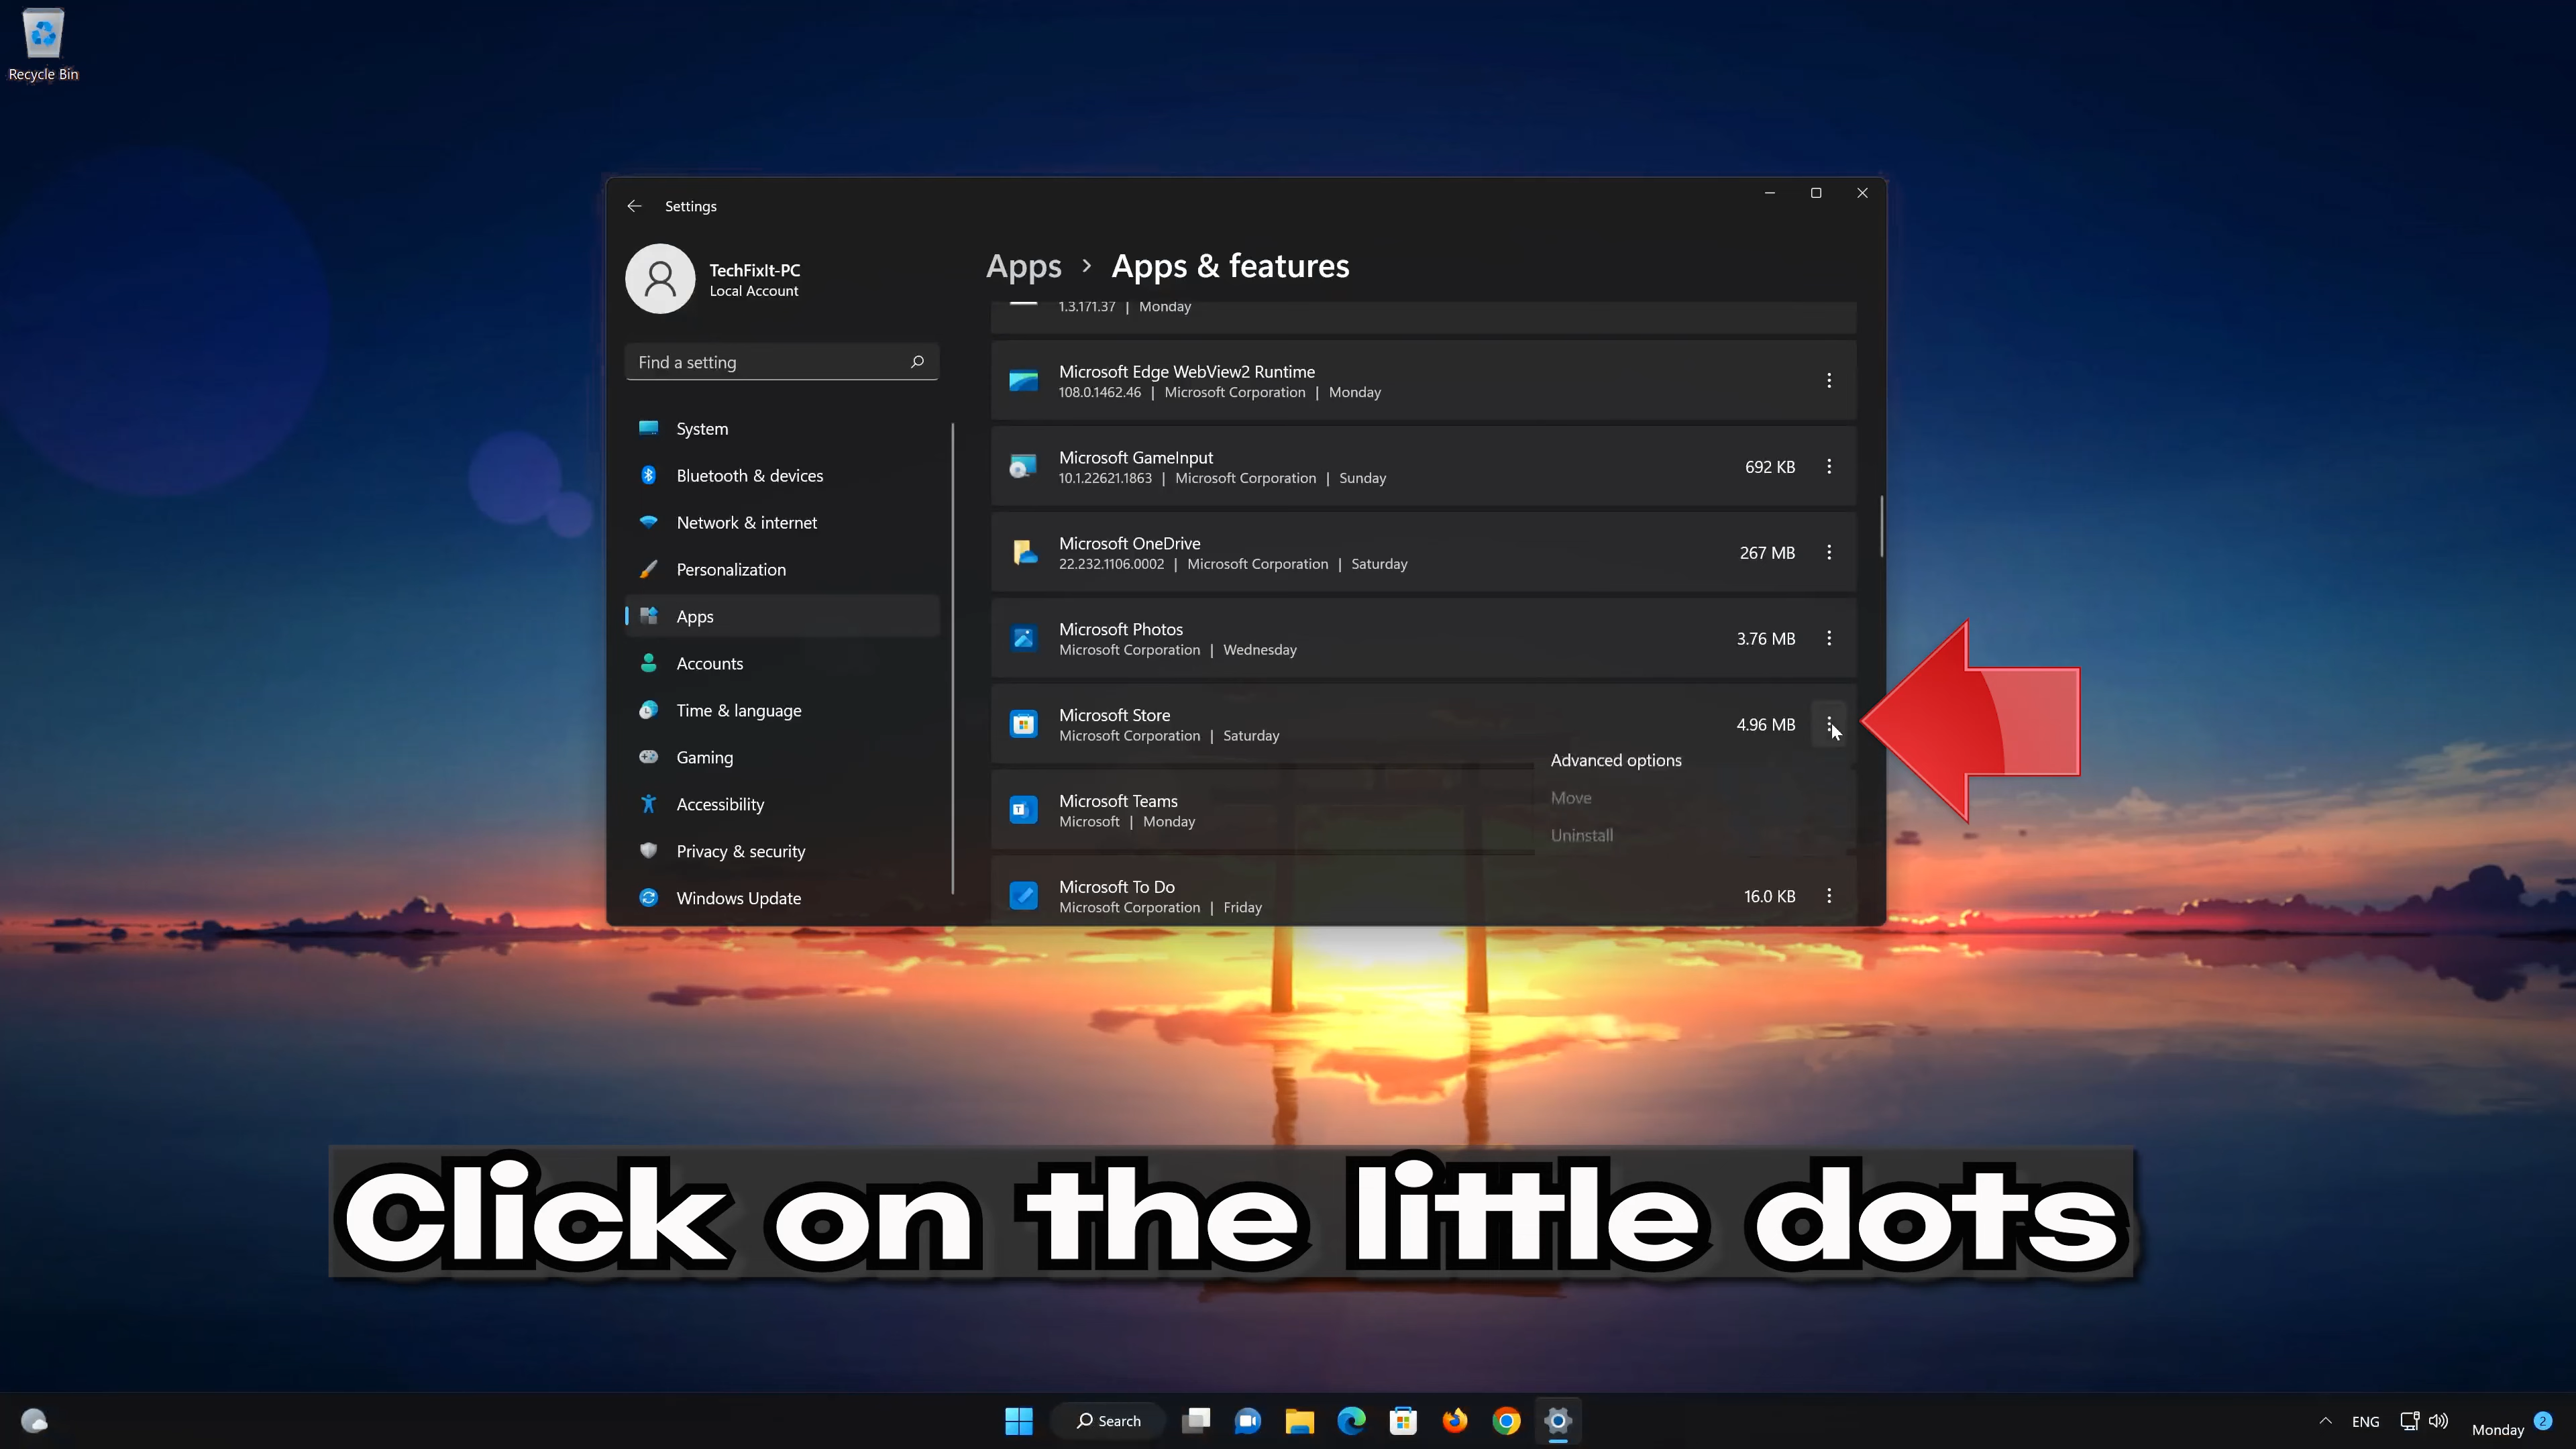 Recycle Bin
Settings
TechFixIt-PC
Local Account
Find a setting
System
Bluetooth & devices
Network & internet
Personalization
Apps
Accounts
Time & language
Gaming
Accessibility
Privacy & security
Windows Update
Apps > Apps & features
1.3.171.37 | Monday
Microsoft Edge WebView2 Runtime
108.0.1462.46 | Microsoft Corporation | Monday
Microsoft GameInput
10.1.22621.1863 | Microsoft Corporation | Sunday
692 KB
Microsoft OneDrive
22.232.1106.0002 | Microsoft Corporation | Saturday
267 MB
Microsoft Photos
Microsoft Corporation | Wednesday
3.76 MB
Microsoft Store
Microsoft Corporation | Saturday
4.96 MB
Advanced options
Move
Uninstall
Microsoft Teams
Microsoft | Monday
Microsoft To Do
Microsoft Corporation | Friday
16.0 KB
Click on the little dots
Search
ENG
Monday
2